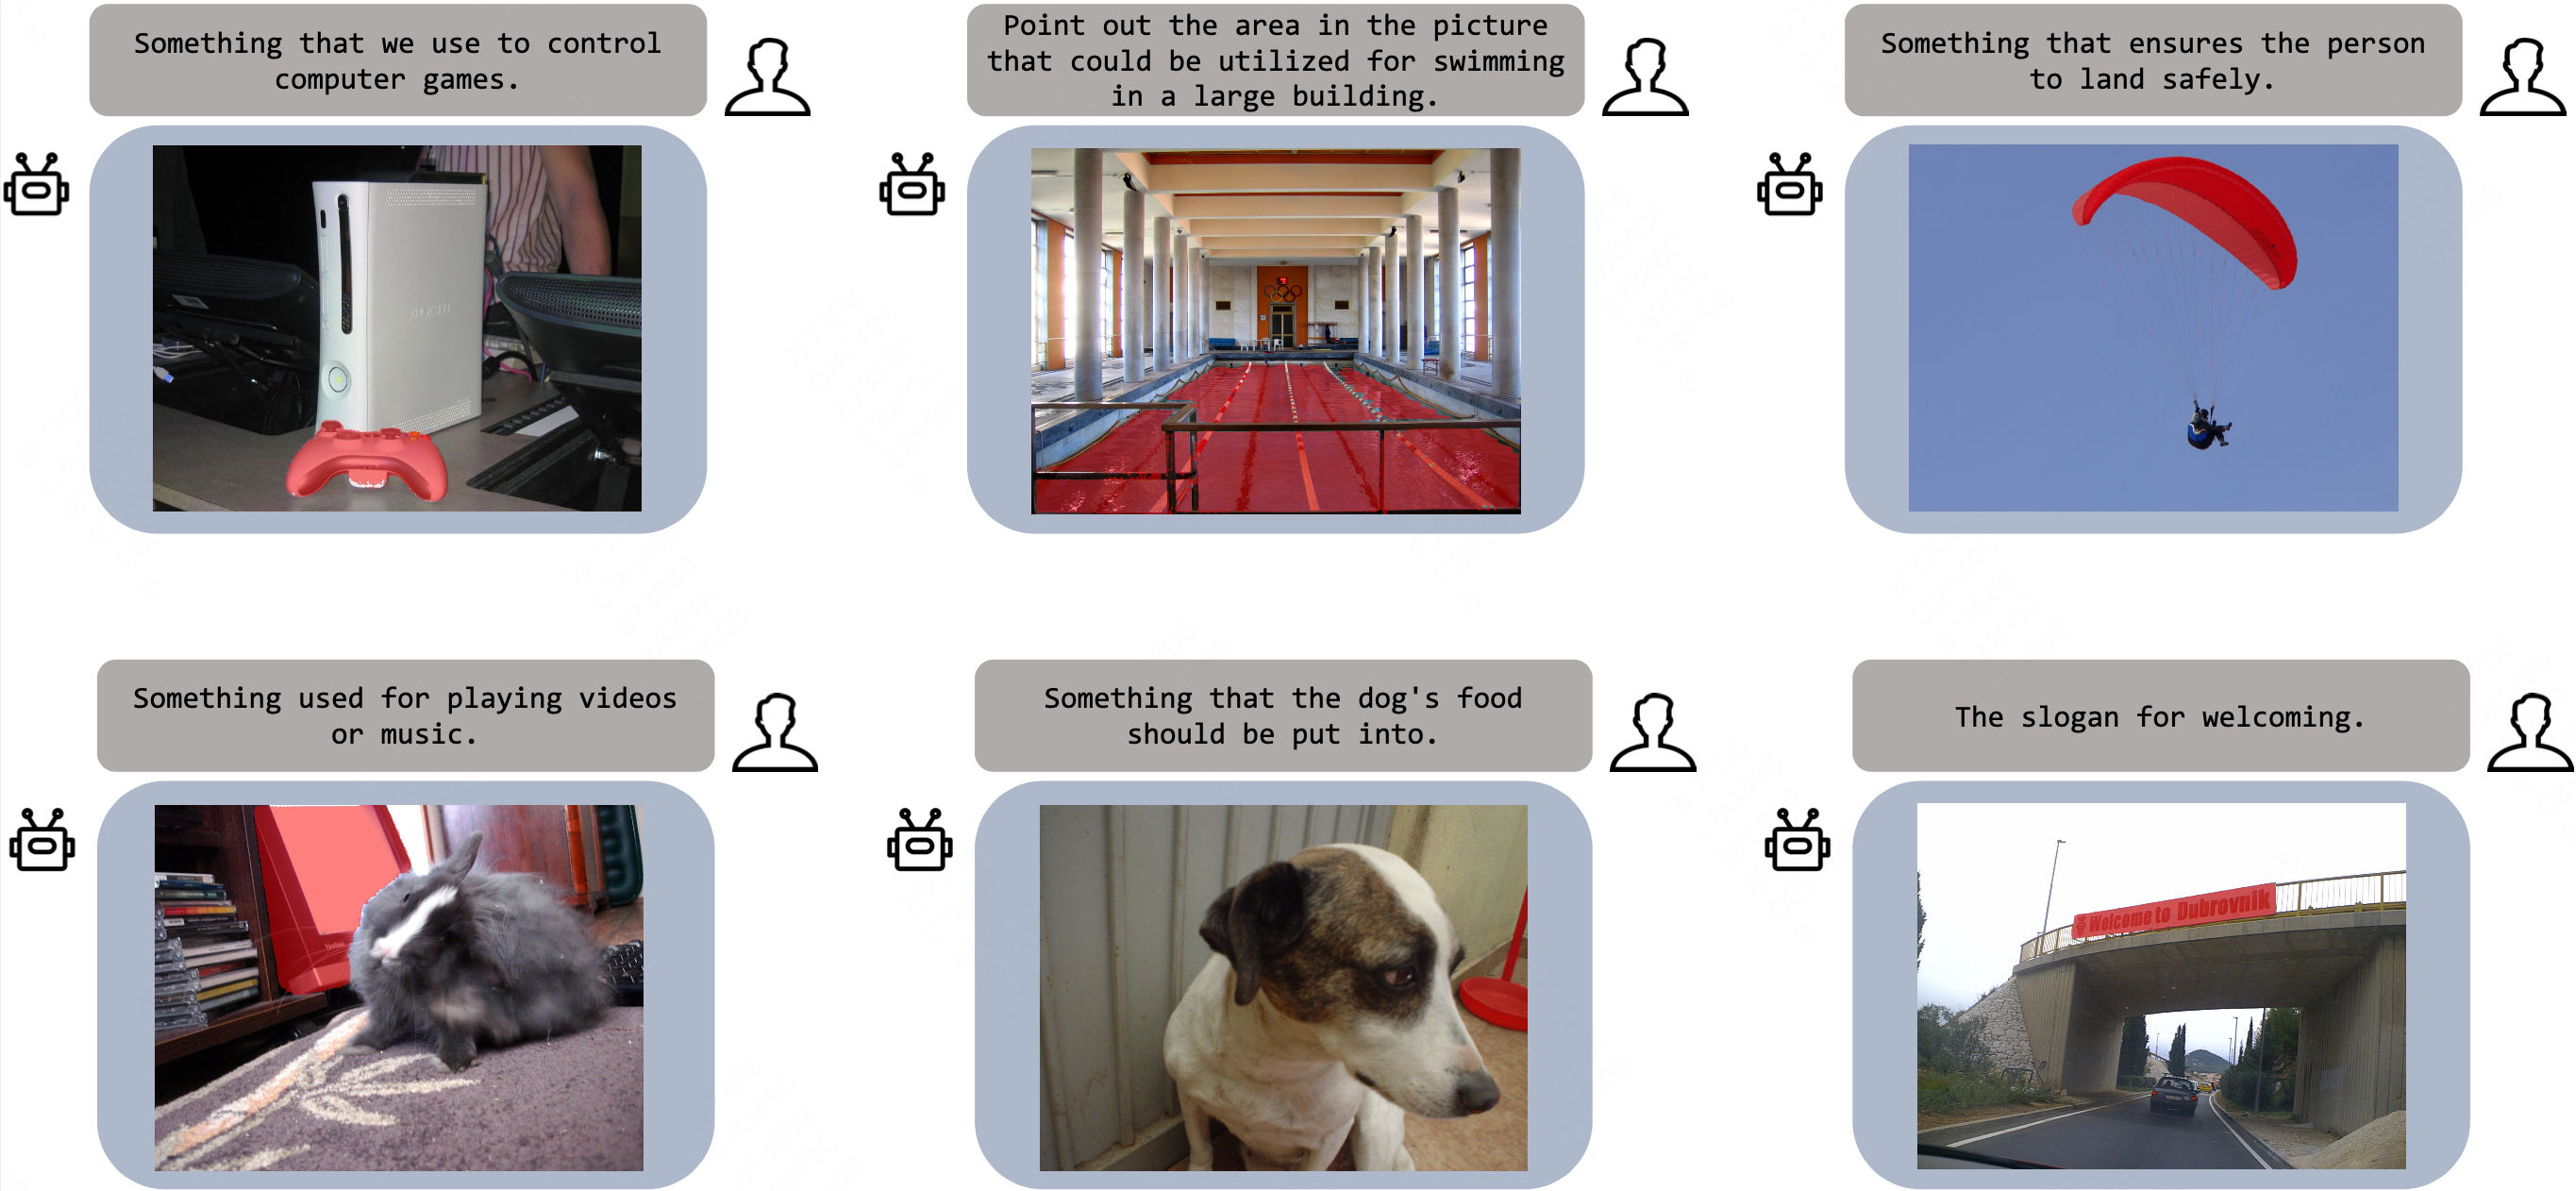 Something that we use to control
computer games.
Point out the area in the picture
that could be utilized for swimming
in a large building.
Something that ensures the person
to land safely.
XBOX 360
Something used for playing videos
or music.
Something that the dog's food
should be put into.
The slogan for welcoming.
Welcome to Dubrovnik